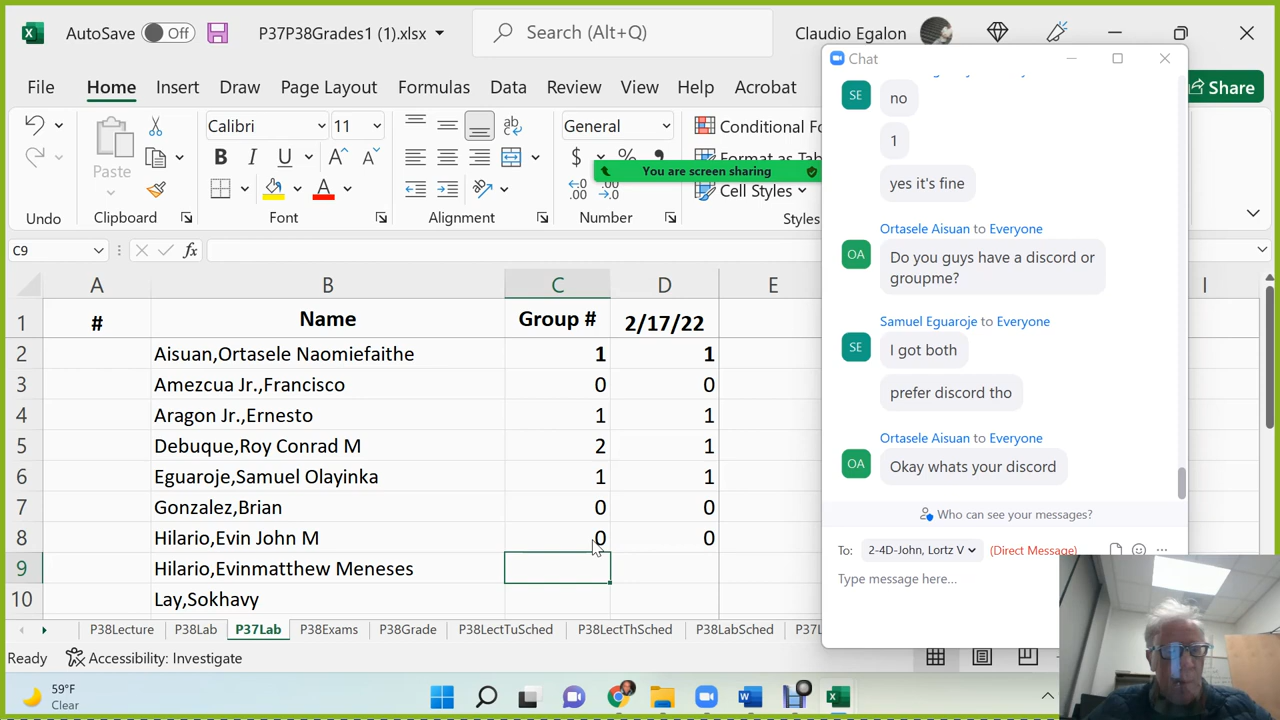 AutoSave Off P37P38Grades1 (1).xlsx Search (Alt+Q) Claudio Egalon
File Home Insert Draw Page Layout Formulas Data Review View Help Acrobat Share
Calibri 11 General Conditional Fo
Paste B I U A A $ % Format as Tab
You are screen sharing
Cell Styles
Undo Clipboard Font Alignment Number Styles
C9 fx
A B C D E I
1 # Name Group # 2/17/22
2 Aisuan,Ortasele Naomiefaithe 1 1
3 Amezcua Jr.,Francisco 0 0
4 Aragon Jr.,Ernesto 1 1
5 Debuque,Roy Conrad M 2 1
6 Eguaroje,Samuel Olayinka 1 1
7 Gonzalez,Brian 0 0
8 Hilario,Evin John M 0 0
9 Hilario,Evinmatthew Meneses
10 Lay,Sokhavy
P38Lecture P38Lab P37Lab P38Exams P38Grade P38LectTuSched P38LectThSched P38LabSched P37L
Ready Accessibility: Investigate
59°F
Clear
Chat
SE no
1
yes it's fine
Ortasele Aisuan to Everyone
OA Do you guys have a discord or
groupme?
Samuel Eguaroje to Everyone
SE I got both
prefer discord tho
Ortasele Aisuan to Everyone
OA Okay whats your discord
Who can see your messages?
To: 2-4D-John, Lortz V (Direct Message)
Type message here...